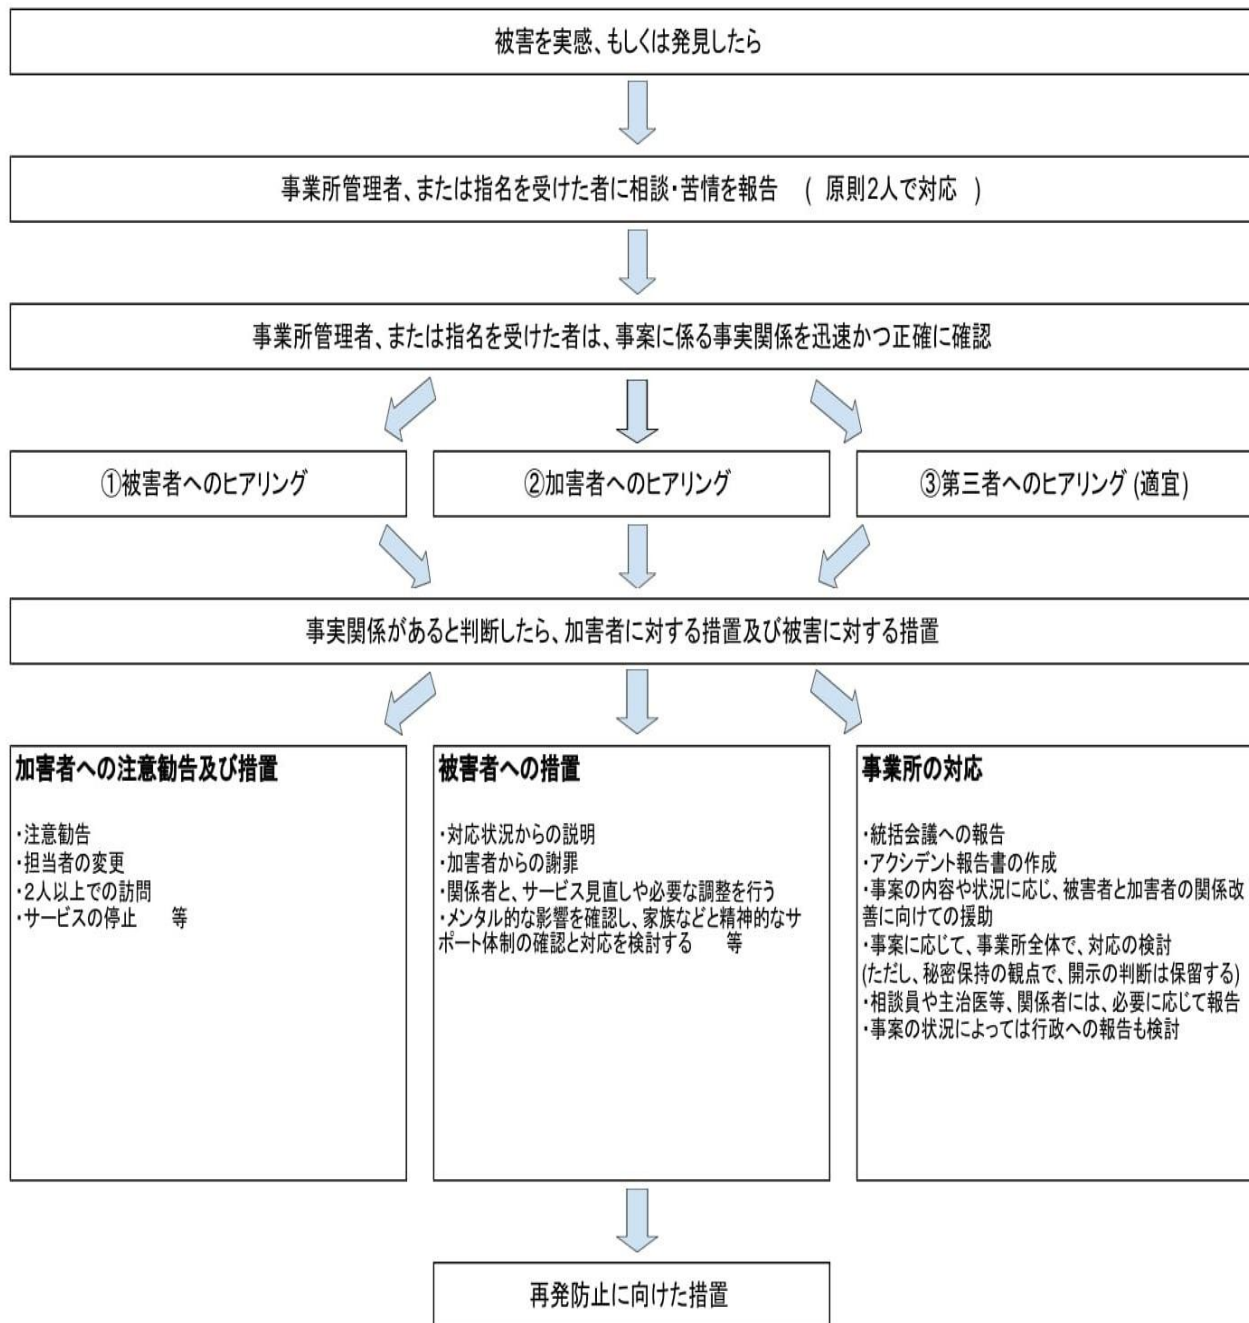 被害を実感、もしくは発見したら
事業所管理者、または指名を受けた者に相談・苦情を報告　( 原則2人で対応 )
事業所管理者、または指名を受けた者は、事案に係る事実関係を迅速かつ正確に確認
①被害者へのヒアリング
②加害者へのヒアリング
③第三者へのヒアリング (適宜)
事実関係があると判断したら、加害者に対する措置及び被害に対する措置
加害者への注意勧告及び措置
・注意勧告
・担当者の変更
・2人以上での訪問
・サービスの停止　等
被害者への措置
・対応状況からの説明
・加害者からの謝罪
・関係者と、サービス見直しや必要な調整を行う
・メンタル的な影響を確認し、家族などと精神的なサ
ポート体制の確認と対応を検討する　等
事業所の対応
・統括会議への報告
・アクシデント報告書の作成
・事案の内容や状況に応じ、被害者と加害者の関係改
善に向けての援助
・事案に応じて、事業所全体で、対応の検討
(ただし、秘密保持の観点で、開示の判断は保留する)
・相談員や主治医等、関係者には、必要に応じて報告
・事案の状況によっては行政への報告も検討
再発防止に向けた措置